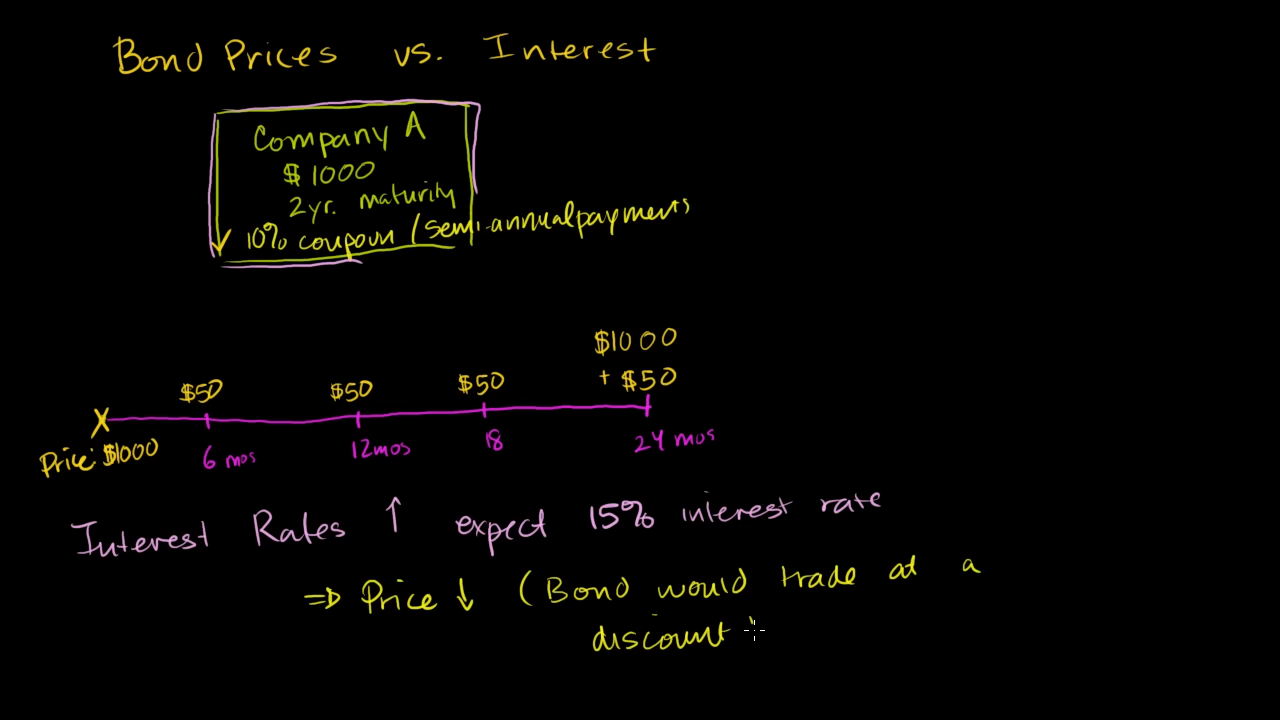 Bond Prices vs. Interest
Company A
$1000
2yr. maturity
10% coupoun (semi-annual payments
$1000
$50 $50 $50 + $50
Price: $1000 6 mos 12 mos 18 24 mos
Interest Rates ↑ expect 15% interest rate
⇒ Price ↓ (Bond would trade at a
discount